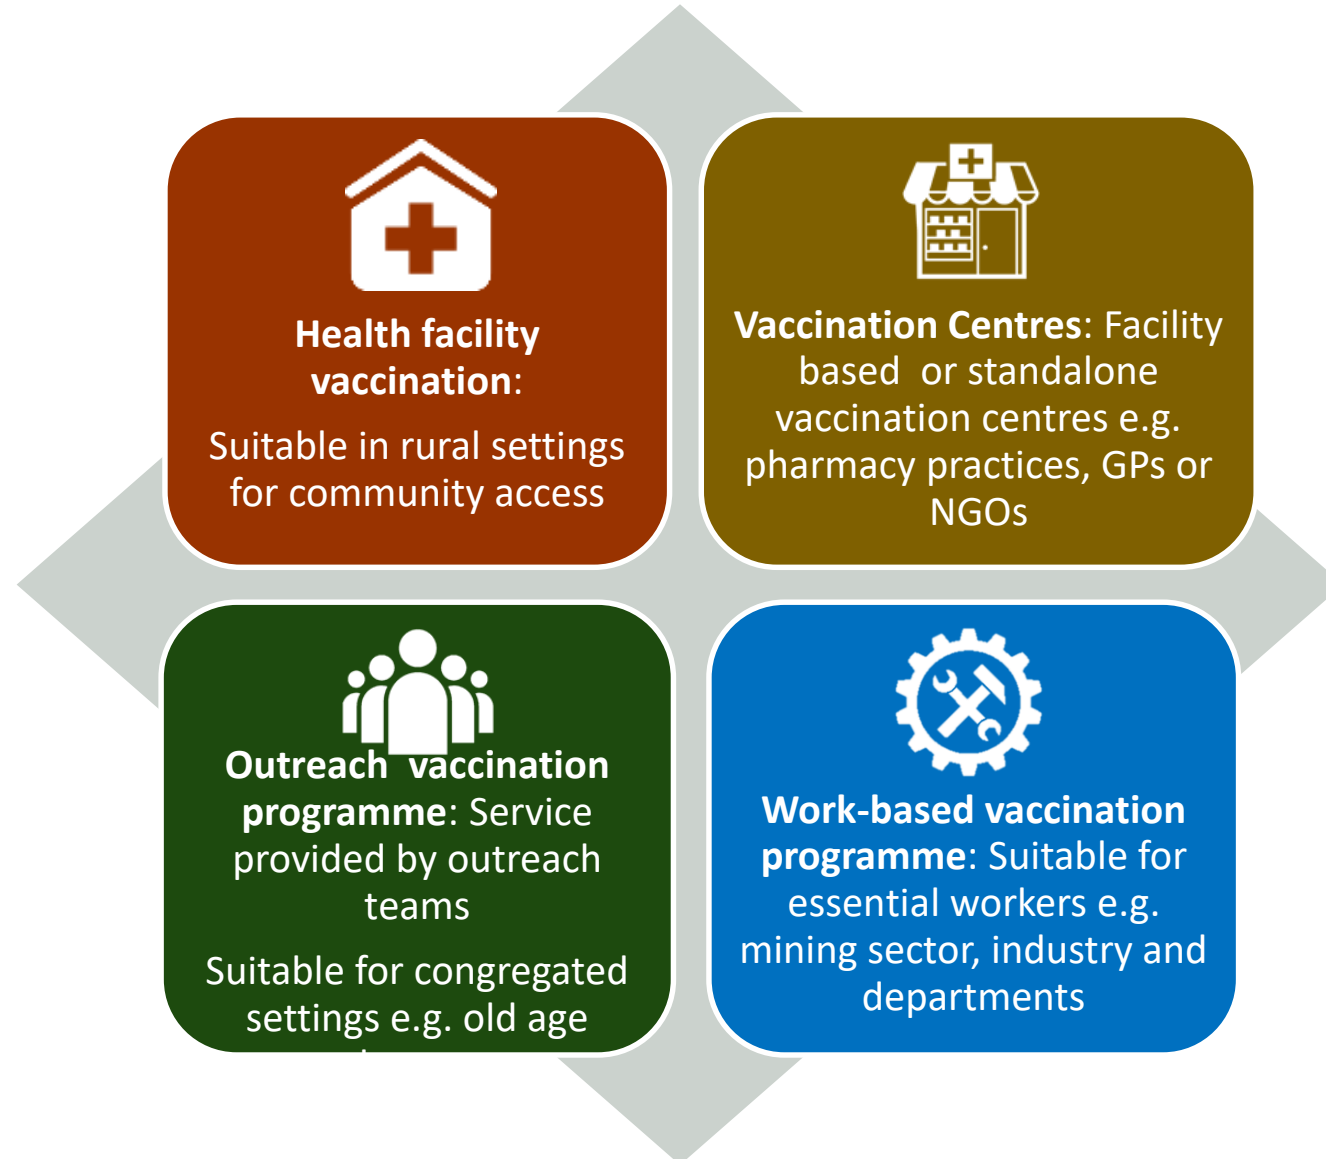 Health facility
vaccination:
Suitable in rural settings
for community access
Vaccination Centres: Facility
based or standalone
vaccination centres e.g.
pharmacy practices, GPs or
NGOs
Outreach vaccination
programme: Service
provided by outreach
teams
Suitable for congregated
settings e.g. old age
Work-based vaccination
programme: Suitable for
essential workers e.g.
mining sector, industry and
departments